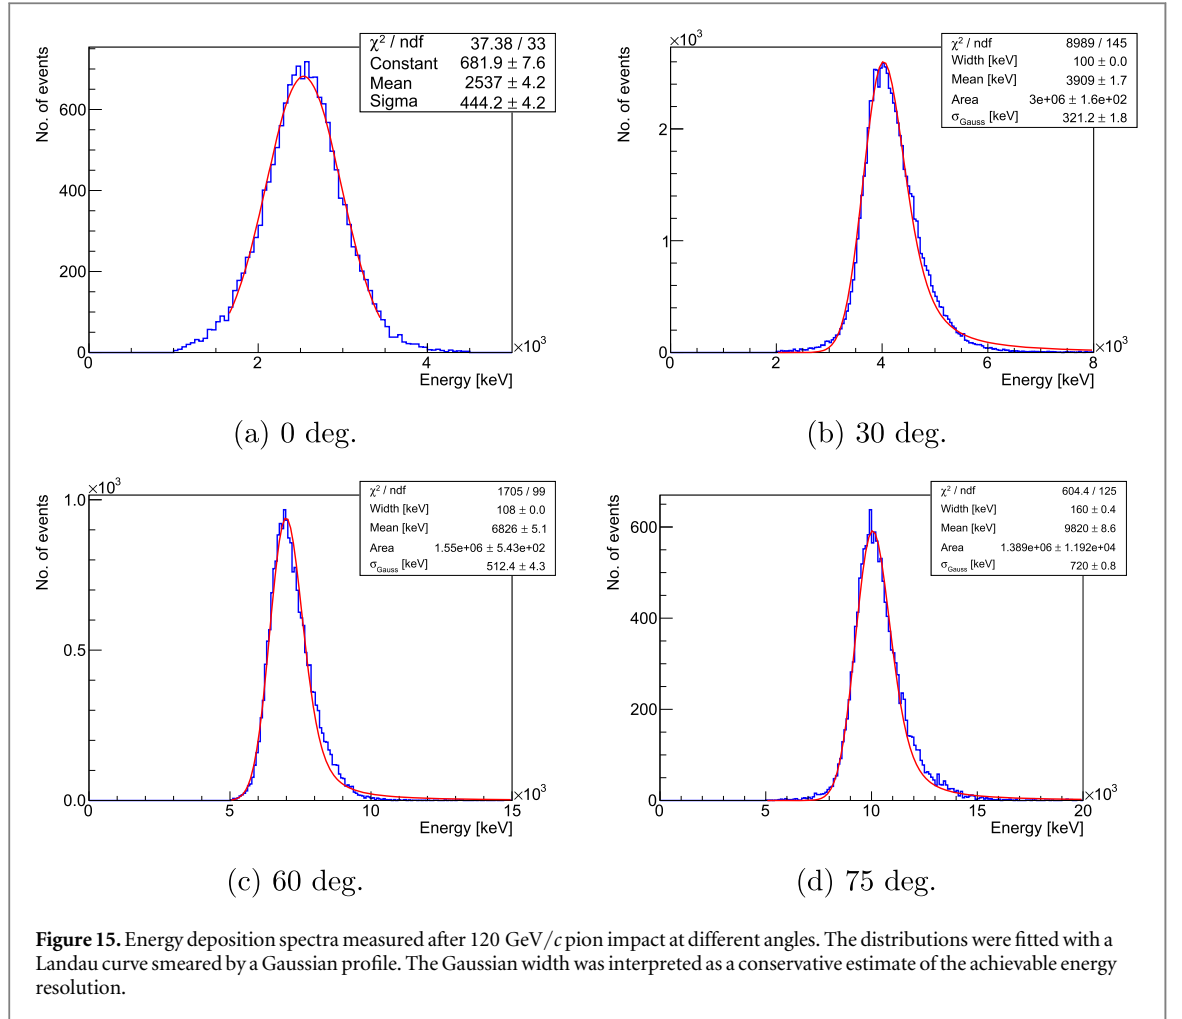 No. of events
χ² / ndf 37.38 / 33
Constant 681.9 ± 7.6
Mean 2537 ± 4.2
Sigma 444.2 ± 4.2
600
400
200
0
0 2 4 ×10³
Energy [keV]
(a) 0 deg.
No. of events
×10³
χ² / ndf 8989 / 145
Width [keV] 100 ± 0.0
Mean [keV] 3909 ± 1.7
Area 3e+06 ± 1.6e+02
σGauss [keV] 321.2 ± 1.8
2
1
0
0 2 4 6 8 ×10³
Energy [keV]
(b) 30 deg.
No. of events
×10³
χ² / ndf 1705 / 99
Width [keV] 108 ± 0.0
Mean [keV] 6826 ± 5.1
Area 1.55e+06 ± 5.43e+02
σGauss [keV] 512.4 ± 4.3
1.0
0.5
0.0
0 5 10 15 ×10³
Energy [keV]
(c) 60 deg.
No. of events
χ² / ndf 604.4 / 125
Width [keV] 160 ± 0.4
Mean [keV] 9820 ± 8.6
Area 1.389e+06 ± 1.192e+04
σGauss [keV] 720 ± 0.8
600
400
200
0
0 5 10 15 20 ×10³
Energy [keV]
(d) 75 deg.
Figure 15. Energy deposition spectra measured after 120 GeV/c pion impact at different angles. The distributions were fitted with a
Landau curve smeared by a Gaussian profile. The Gaussian width was interpreted as a conservative estimate of the achievable energy
resolution.